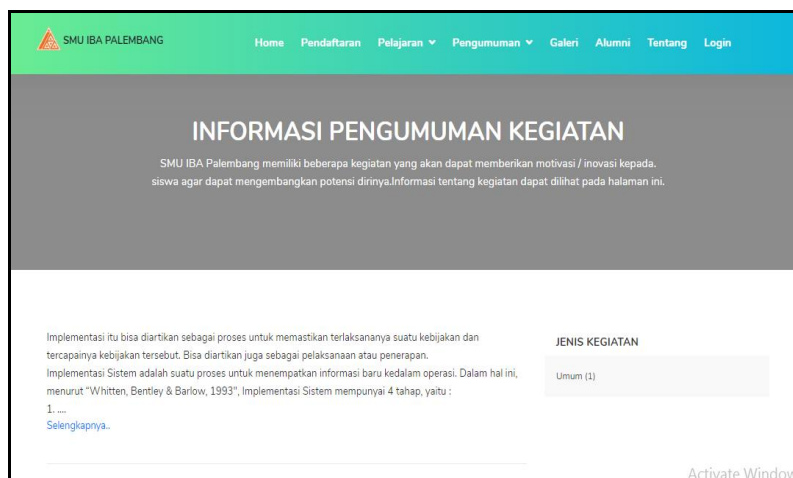 SMU IBA PALEMBANG
Home Pendaftaran Pelajaran Pengumuman Galeri Alumni Tentang Login
INFORMASI PENGUMUMAN KEGIATAN
SMU IBA Palembang memiliki beberapa kegiatan yang akan dapat memberikan motivasi / inovasi kepada.
siswa agar dapat mengembangkan potensi dirinya.Informasi tentang kegiatan dapat dilihat pada halaman ini.
Implementasi itu bisa diartikan sebagai proses untuk memastikan terlaksananya suatu kebijakan dan
tercapainya kebijakan tersebut. Bisa diartikan juga sebagai pelaksanaan atau penerapan.
Implementasi Sistem adalah suatu proses untuk menempatkan informasi baru kedalam operasi. Dalam hal ini,
menurut "Whitten, Bentley & Barlow, 1993", Implementasi Sistem mempunyai 4 tahap, yaitu :
1. ....
Selengkapnya..
JENIS KEGIATAN
Umum (1)
Activate Window